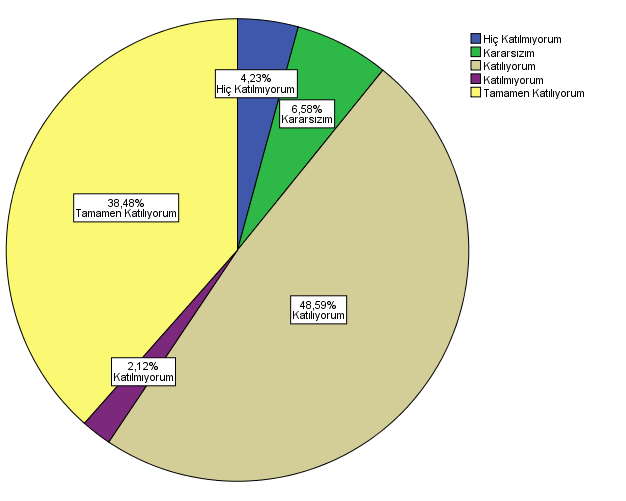 Hiç Katılmıyorum
Kararsızım
Katılıyorum
Katılmıyorum
Tamamen Katılıyorum
4,23%
Hiç Katılmıyorum
6,58%
Kararsızım
38,48%
Tamamen Katılıyorum
48,59%
Katılıyorum
2,12%
Katılmıyorum